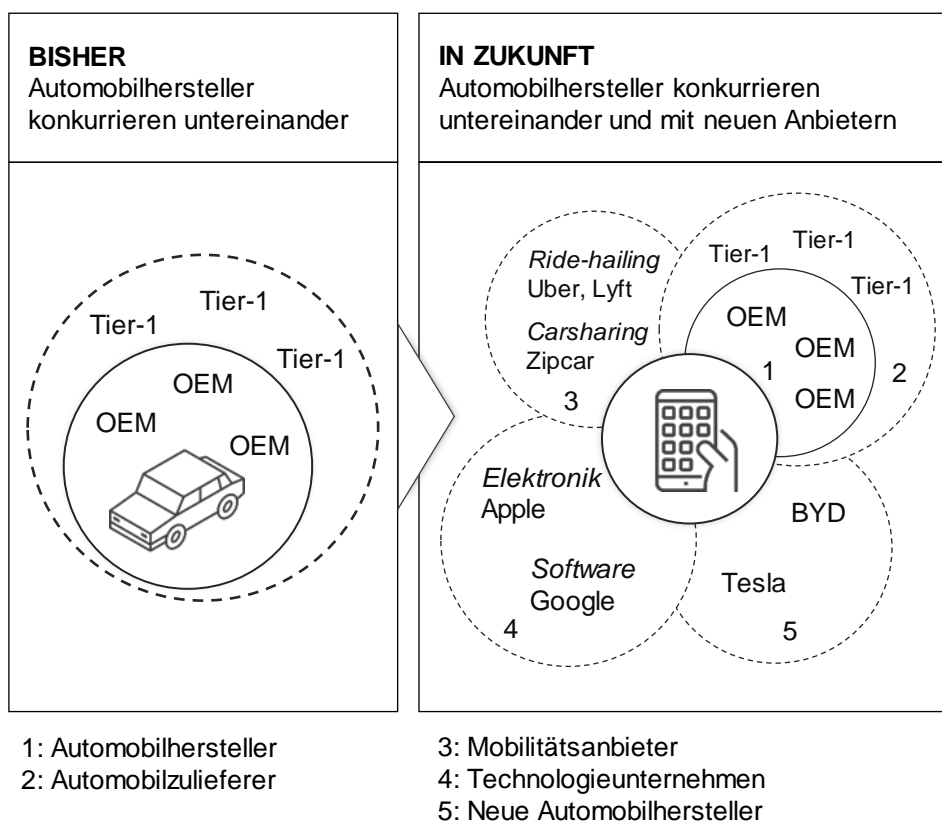 BISHER
Automobilhersteller
konkurrieren untereinander
IN ZUKUNFT
Automobilhersteller konkurrieren
untereinander und mit neuen Anbietern
Tier-1
Tier-1
Tier-1
OEM
OEM
OEM
Ride-hailing
Uber, Lyft
Carsharing
Zipcar
3
Tier-1
Tier-1
Tier-1
OEM
OEM
OEM
1
2
Elektronik
Apple
Software
Google
4
BYD
Tesla
5
1: Automobilhersteller
2: Automobilzulieferer
3: Mobilitätsanbieter
4: Technologieunternehmen
5: Neue Automobilhersteller